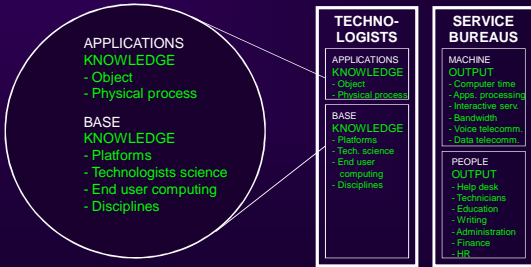 APPLICATIONS
KNOWLEDGE
- Object
- Physical process
BASE
KNOWLEDGE
- Platforms
- Technologists science
- End user computing
- Disciplines
TECHNO-
LOGISTS
APPLICATIONS
KNOWLEDGE
- Object
- Physical process
BASE
KNOWLEDGE
- Platforms
- Tech. science
- End user
computing
- Disciplines
SERVICE
BUREAUS
MACHINE
OUTPUT
- Computer time
- Apps. processing
- Interactive serv.
- Bandwidth
- Voice telecomm.
- Data telecomm.
PEOPLE
OUTPUT
- Help desk
- Technicians
- Education
- Writing
- Administration
- Finance
- HR